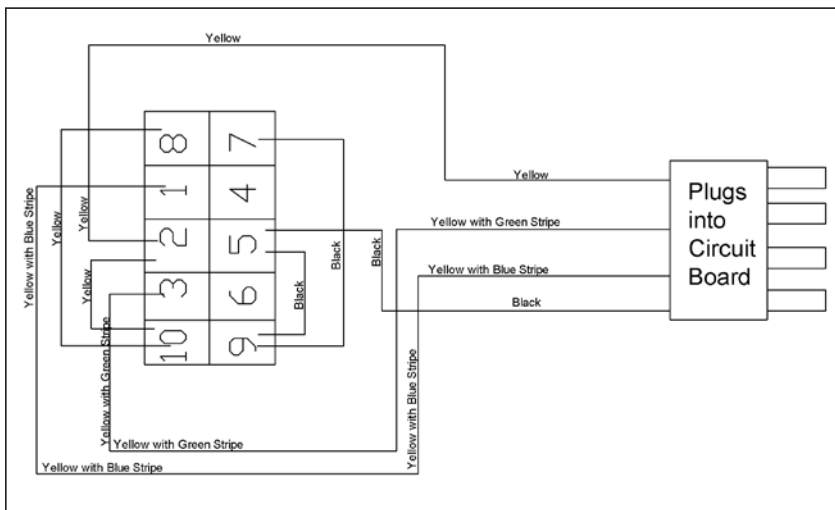 Yellow
8
7
Yellow
Yellow with Blue Stripe
Yellow
Yellow
1
4
Plugs
into
Circuit
Board
Yellow with Green Stripe
2
5
Black
Black
Yellow with Blue Stripe
Yellow
3
6
Black
Black
Yellow with Green Stripe
10
9
Yellow with Blue Stripe
Yellow with Green Stripe
Yellow with Blue Stripe